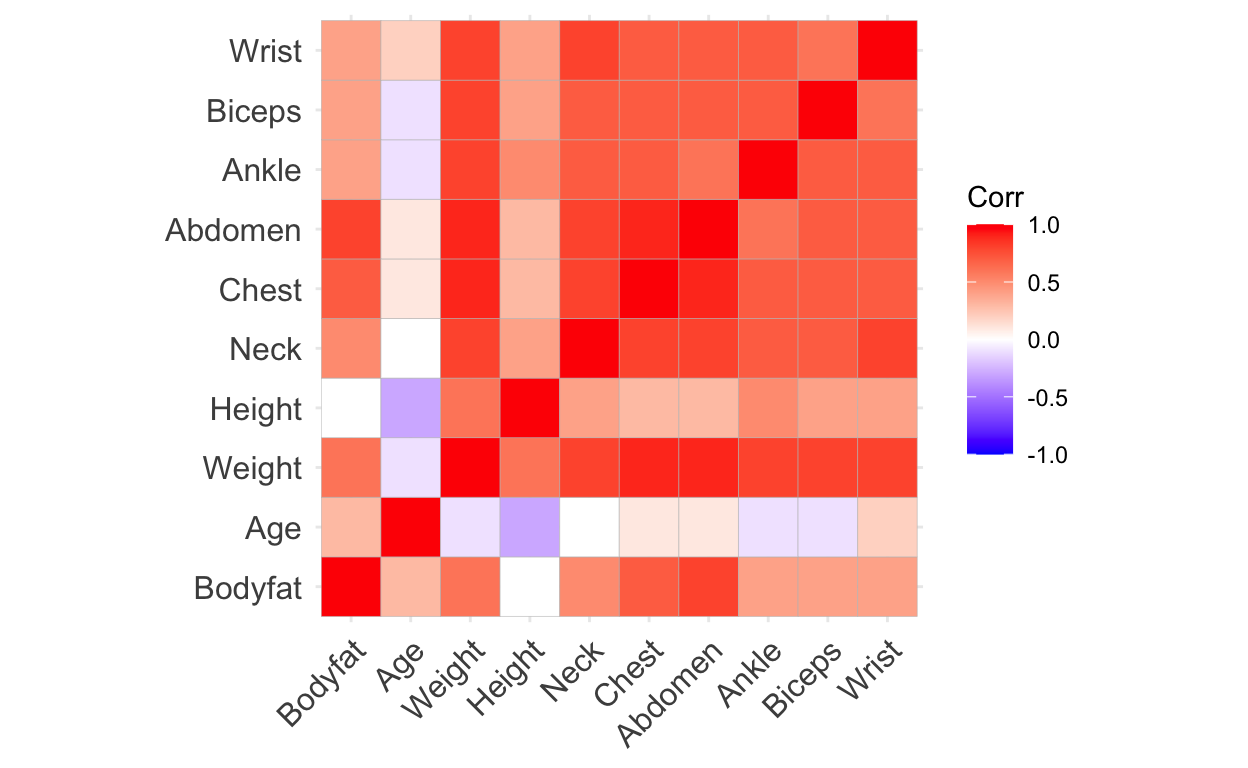 Wrist
Biceps
Ankle
Abdomen
Chest
Neck
Height
Weight
Age
Bodyfat
Bodyfat
Age
Weight
Height
Neck
Chest
Abdomen
Ankle
Biceps
Wrist
Corr
1.0
0.5
0.0
-0.5
-1.0